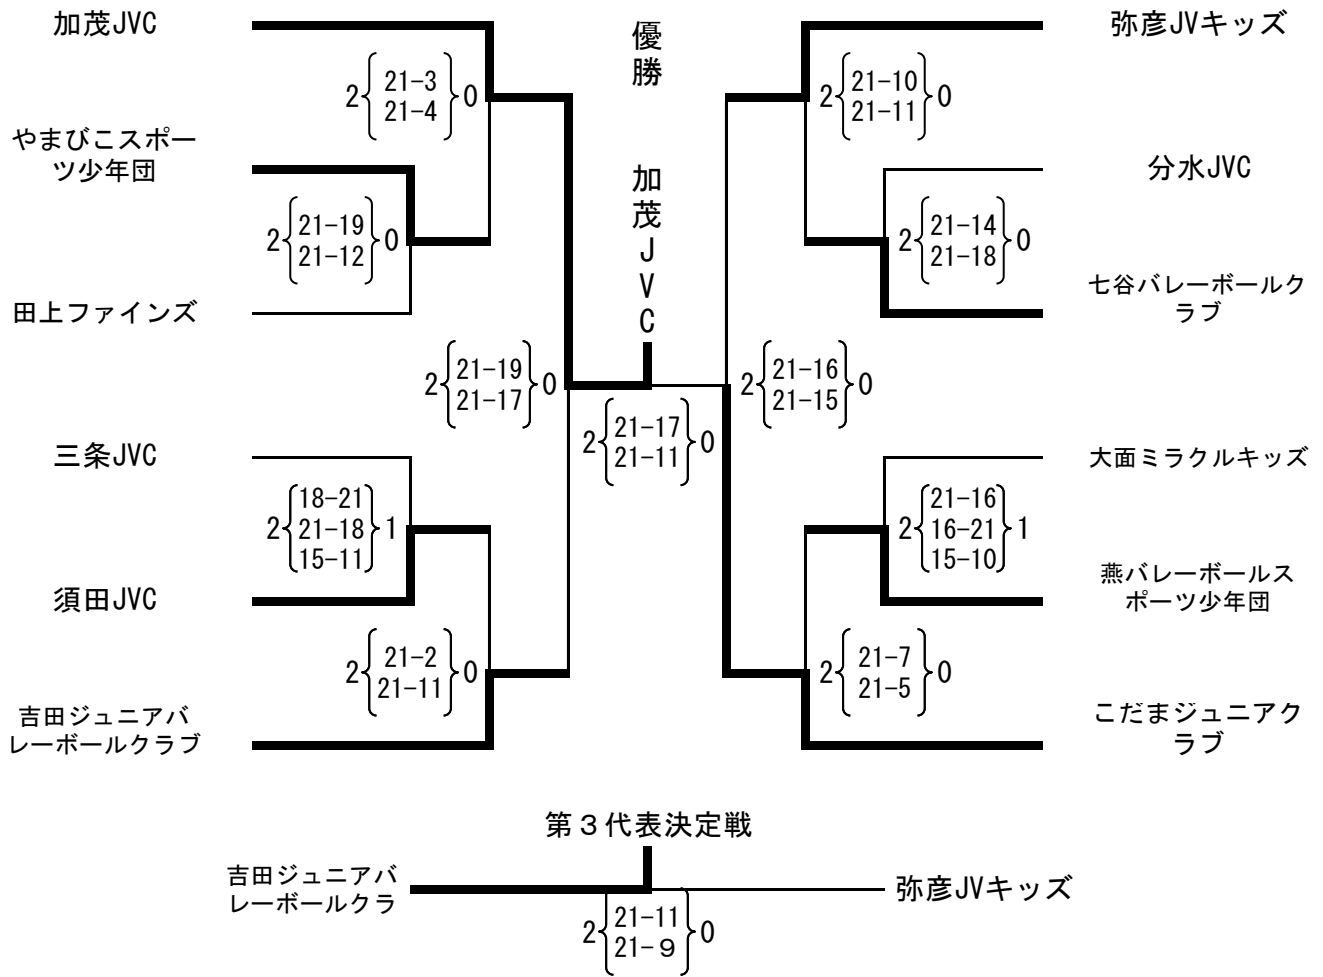 加茂JVC
やまびこスポー
ツ少年団
田上ファインズ
三条JVC
須田JVC
吉田ジュニアバ
レーボールクラブ
2 21-3 0
21-4
2 21-19 0
21-12
2 21-19 0
21-17
18-21
2 21-18 1
15-11
2 21-2 0
21-11
優勝
加茂JVC
2 21-17 0
21-11
弥彦JVキッズ
分水JVC
七谷バレーボールク
ラブ
大面ミラクルキッズ
燕バレーボールス
ポーツ少年団
こだまジュニアク
ラブ
2 21-10 0
21-11
2 21-14 0
21-18
2 21-16 0
21-15
21-16
2 16-21 1
15-10
2 21-7 0
21-5
第３代表決定戦
吉田ジュニアバ
レーボールクラ
弥彦JVキッズ
2 21-11 0
21-９